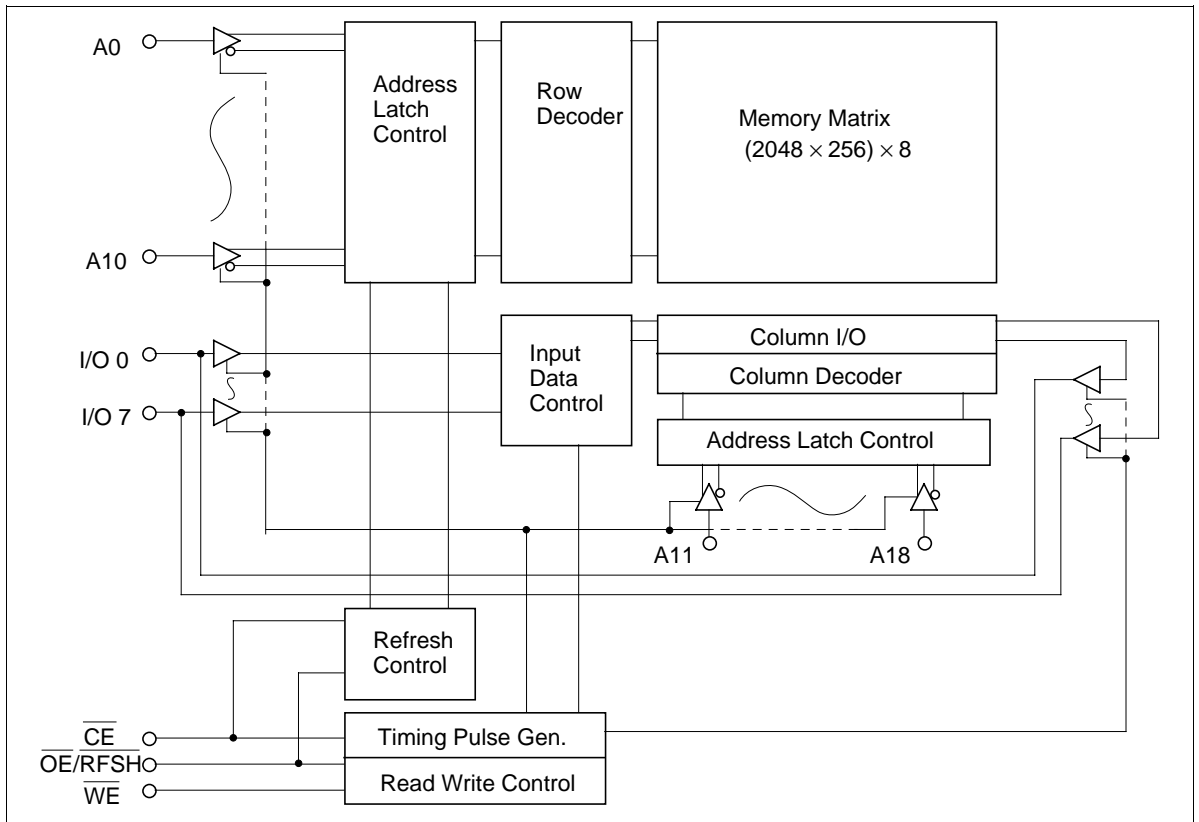 A0
Address
Latch
Control
Row
Decoder
Memory Matrix
(2048 × 256) × 8
A10
I/O 0
I/O 7
Input
Data
Control
Column I/O
Column Decoder
Address Latch Control
A11
A18
Refresh
Control
CE
OE/RFSH
WE
Timing Pulse Gen.
Read Write Control